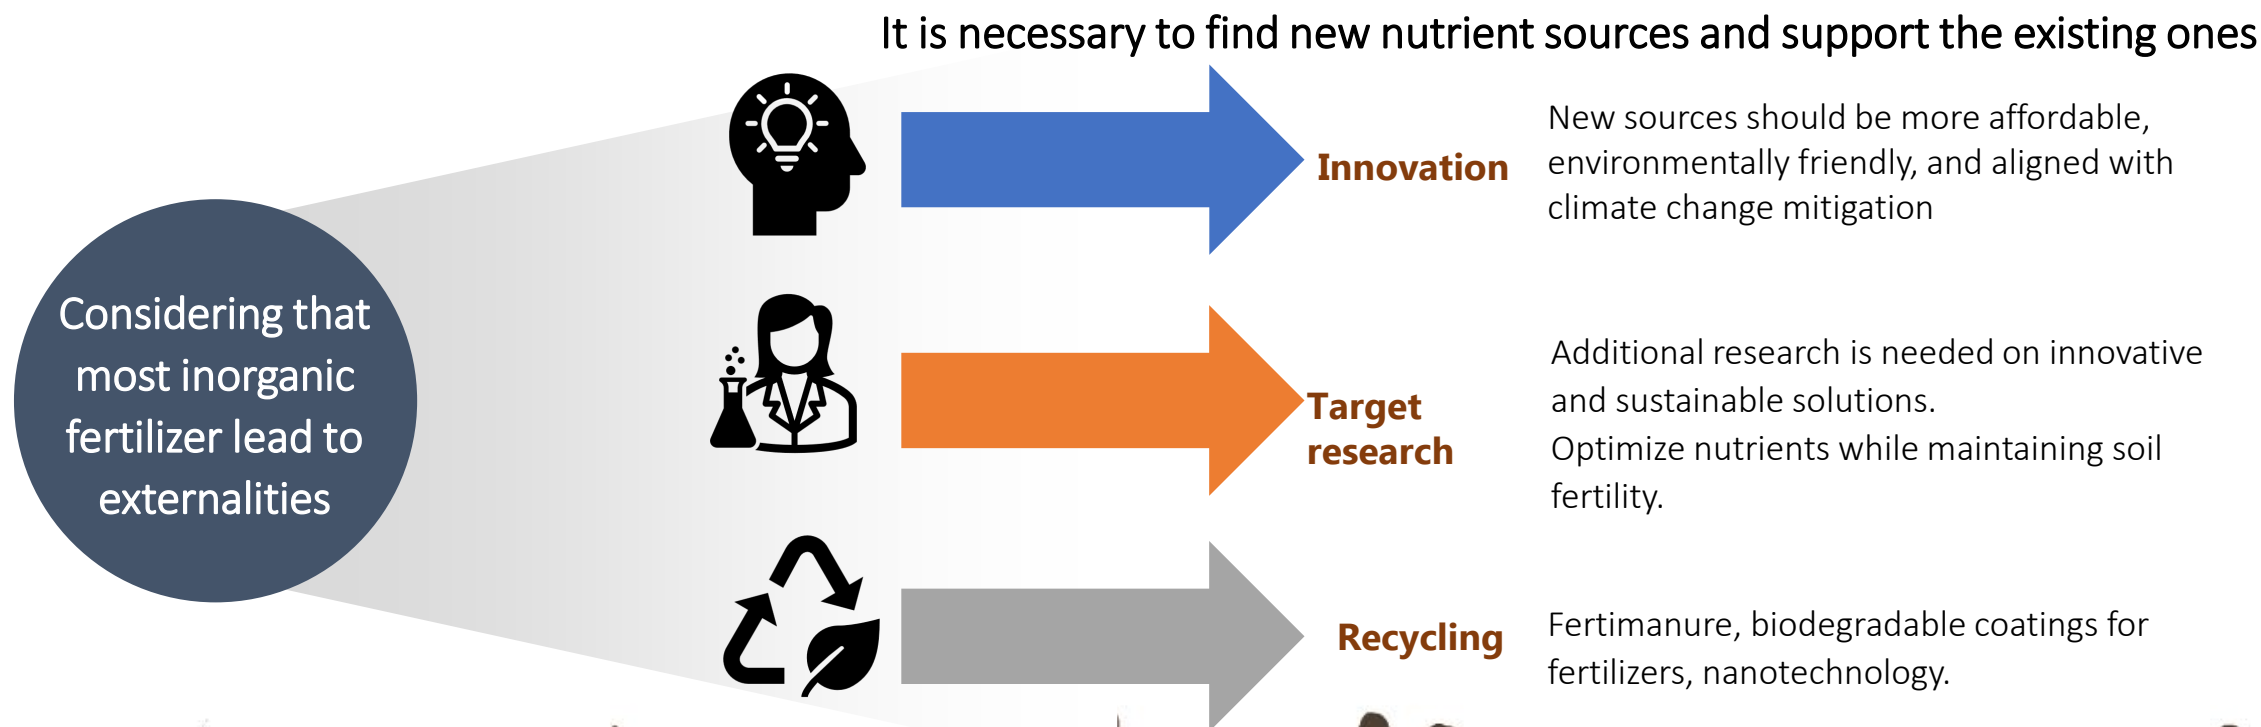 It is necessary to find new nutrient sources and support the existing ones
Considering that
most inorganic
fertilizer lead to
externalities
Innovation
New sources should be more affordable,
environmentally friendly, and aligned with
climate change mitigation
Target
research
Additional research is needed on innovative
and sustainable solutions.
Optimize nutrients while maintaining soil
fertility.
Recycling
Fertimanure, biodegradable coatings for
fertilizers, nanotechnology.